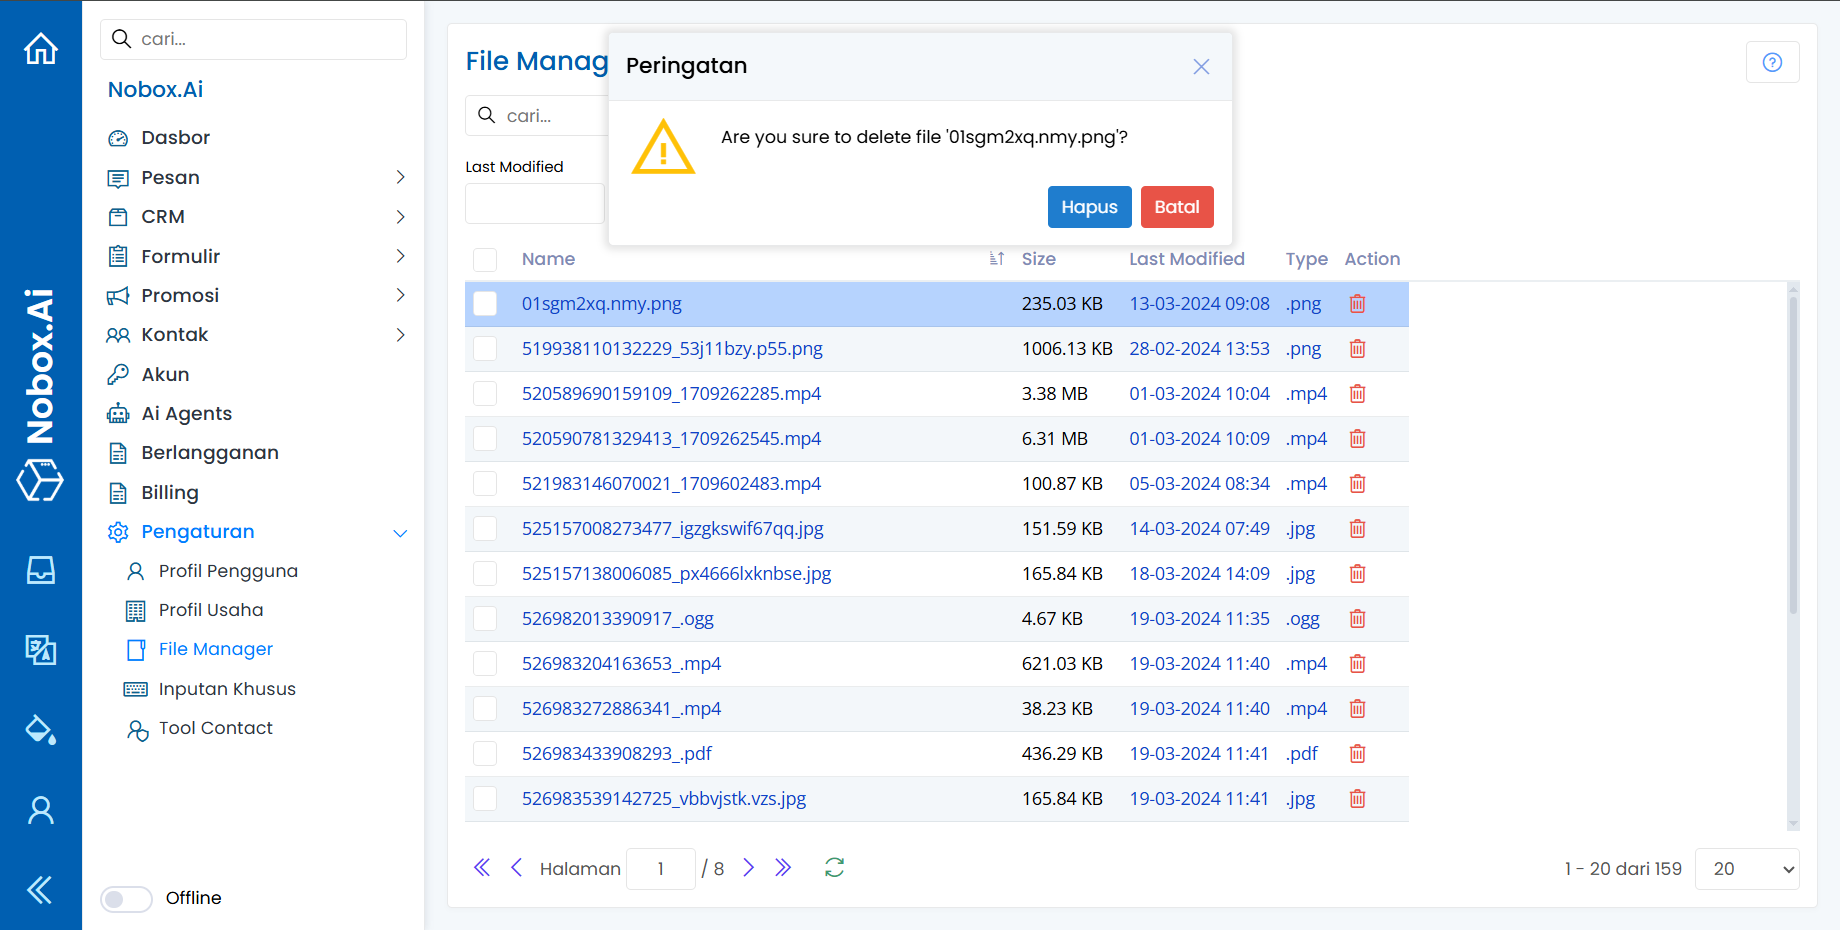 cari...
Nobox.Ai
Nobox.Ai
Dasbor
Pesan
CRM
Formulir
Promosi
Kontak
Akun
Ai Agents
Berlangganan
Billing
Pengaturan
Profil Pengguna
Profil Usaha
File Manager
Inputan Khusus
Tool Contact
Offline
File Manag
cari...
Last Modified
Peringatan
Are you sure to delete file '01sgm2xq.nmy.png'?
Hapus Batal
Name Size Last Modified Type Action
01sgm2xq.nmy.png 235.03 KB 13-03-2024 09:08 .png
519938110132229_53j11bzy.p55.png 1006.13 KB 28-02-2024 13:53 .png
520589690159109_1709262285.mp4 3.38 MB 01-03-2024 10:04 .mp4
520590781329413_1709262545.mp4 6.31 MB 01-03-2024 10:09 .mp4
521983146070021_1709602483.mp4 100.87 KB 05-03-2024 08:34 .mp4
525157008273477_igzgkswif67qq.jpg 151.59 KB 14-03-2024 07:49 .jpg
525157138006085_px4666lxknbse.jpg 165.84 KB 18-03-2024 14:09 .jpg
526982013390917_.ogg 4.67 KB 19-03-2024 11:35 .ogg
526983204163653_.mp4 621.03 KB 19-03-2024 11:40 .mp4
526983272886341_.mp4 38.23 KB 19-03-2024 11:40 .mp4
526983433908293_.pdf 436.29 KB 19-03-2024 11:41 .pdf
526983539142725_vbbvjstk.vzs.jpg 165.84 KB 19-03-2024 11:41 .jpg
Halaman 1 / 8
1 - 20 dari 159 20